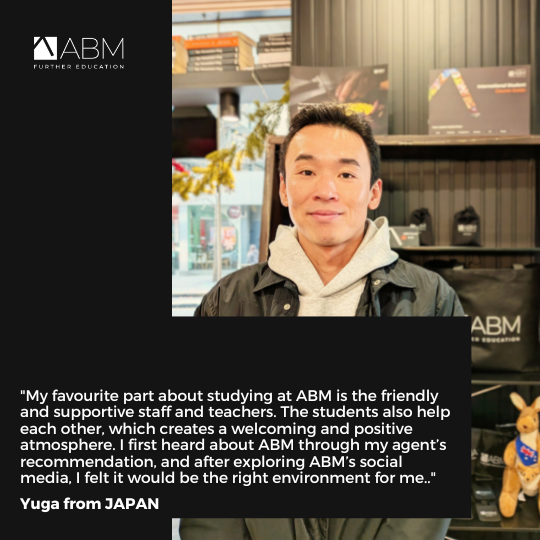 ABM
FURTHER EDUCATION
International Student
ABM
"My favourite part about studying at ABM is the friendly
and supportive staff and teachers. The students also help
each other, which creates a welcoming and positive
atmosphere. I first heard about ABM through my agent's
recommendation, and after exploring ABM's social
media, I felt it would be the right environment for me.."
Yuga from JAPAN